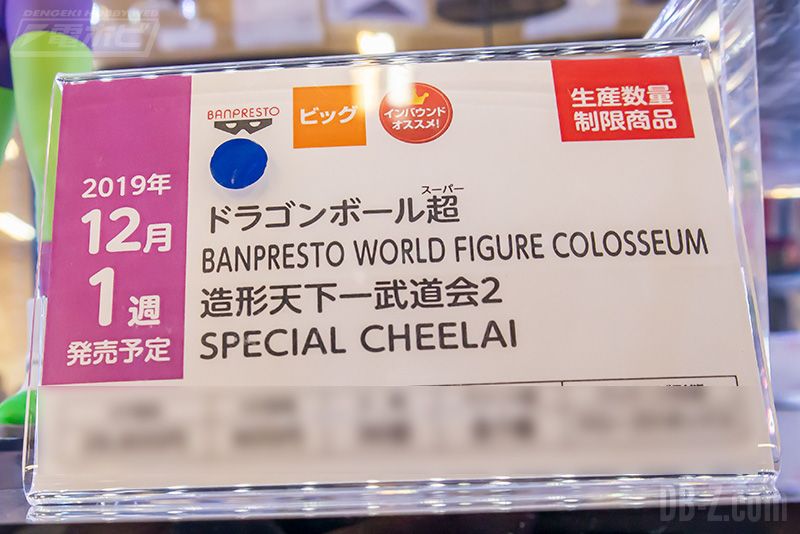 DENGEKI HOBBY WEB
電ホビ
BANPRESTO
ビッグ
インバウンド
オススメ!
生産数量
制限商品
2019年
12月
1週
発売予定
スーパー
ドラゴンボール超
BANPRESTO WORLD FIGURE COLOSSEUM
造形天下一武道会2
SPECIAL CHEELAI
DB-Z.com